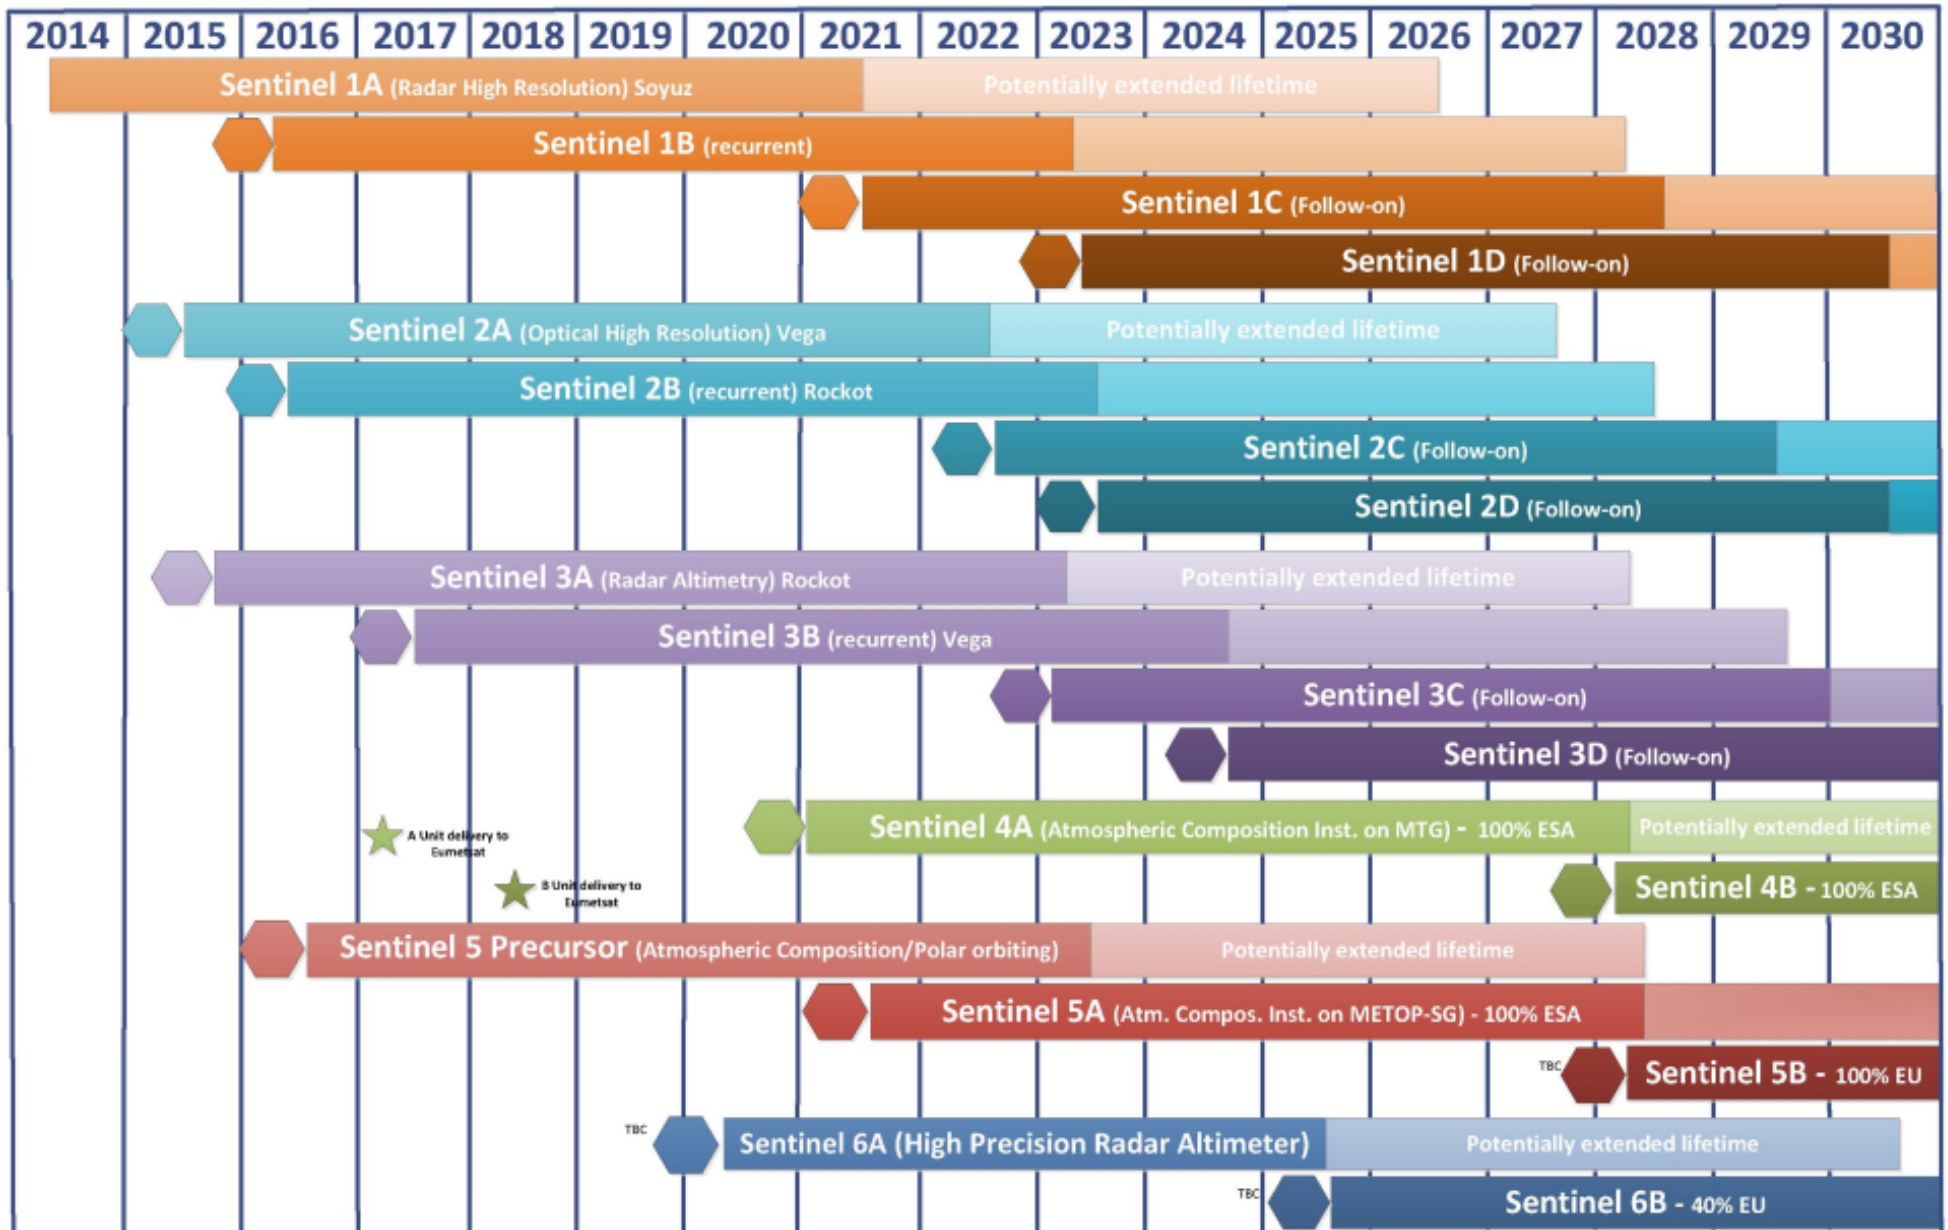 2014 2015 2016 2017 2018 2019 2020 2021 2022 2023 2024 2025 2026 2027 2028 2029 2030
Sentinel 1A (Radar High Resolution) Soyuz Potentially extended lifetime
Sentinel 1B (recurrent)
Sentinel 1C (Follow-on)
Sentinel 1D (Follow-on)
Sentinel 2A (Optical High Resolution) Vega Potentially extended lifetime
Sentinel 2B (recurrent) Rockot
Sentinel 2C (Follow-on)
Sentinel 2D (Follow-on)
Sentinel 3A (Radar Altimetry) Rockot Potentially extended lifetime
Sentinel 3B (recurrent) Vega
Sentinel 3C (Follow-on)
Sentinel 3D (Follow-on)
Sentinel 4A (Atmospheric Composition Inst. on MTG) - 100% ESA Potentially extended lifetime
A Unit delivery to
Eumetsat
B Unit delivery to
Eumetsat
Sentinel 4B - 100% ESA
Sentinel 5 Precursor (Atmospheric Composition/Polar orbiting) Potentially extended lifetime
Sentinel 5A (Atm. Compos. Inst. on METOP-SG) - 100% ESA
TBC Sentinel 5B - 100% EU
TBC Sentinel 6A (High Precision Radar Altimeter) Potentially extended lifetime
TBC Sentinel 6B - 40% EU